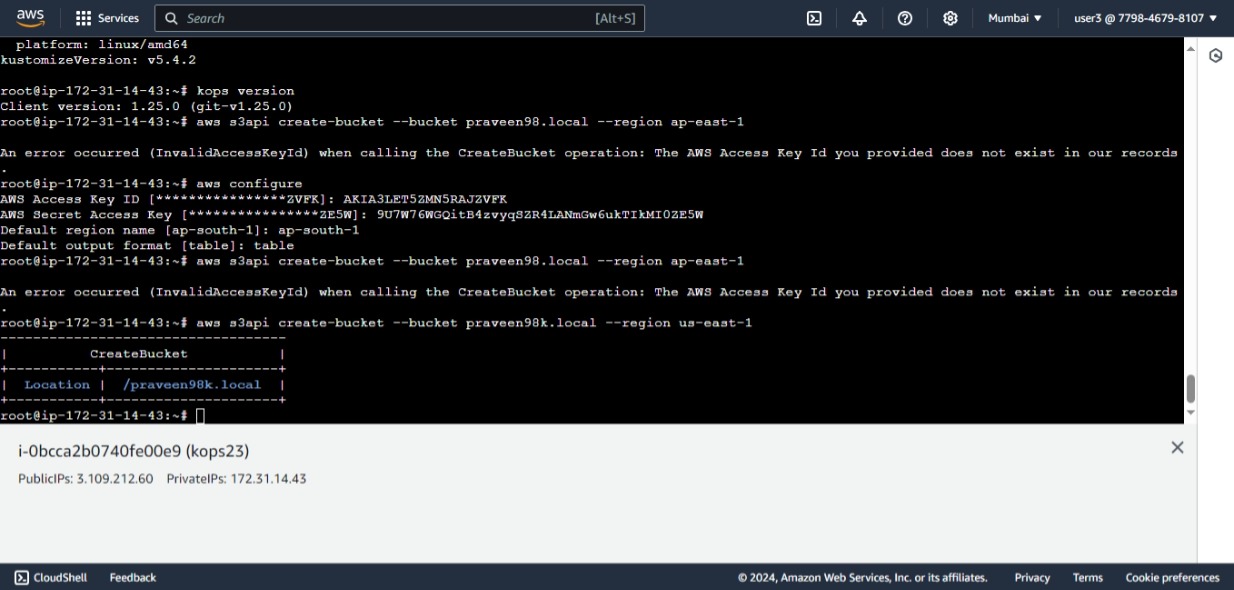 aws
Services
Search
[Alt+S]
Mumbai
user3 @ 7798-4679-8107
platform: linux/amd64
kustomizeVersion: v5.4.2
root@ip-172-31-14-43:~# kops version
Client version: 1.25.0 (git-v1.25.0)
root@ip-172-31-14-43:~# aws s3api create-bucket --bucket praveen98.local --region ap-east-1
An error occurred (InvalidAccessKeyId) when calling the CreateBucket operation: The AWS Access Key Id you provided does not exist in our records
.
root@ip-172-31-14-43:~# aws configure
AWS Access Key ID [****************ZVFK]: AKIA3LET5ZMN5RAJZVFK
AWS Secret Access Key [****************ZE5W]: 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
Default region name [ap-south-1]: ap-south-1
Default output format [table]: table
root@ip-172-31-14-43:~# aws s3api create-bucket --bucket praveen98.local --region ap-east-1
An error occurred (InvalidAccessKeyId) when calling the CreateBucket operation: The AWS Access Key Id you provided does not exist in our records
.
root@ip-172-31-14-43:~# aws s3api create-bucket --bucket praveen98k.local --region us-east-1
-----------------------------------
|          CreateBucket           |
+-----------+---------------------+
|  Location |  /praveen98k.local  |
+-----------+---------------------+
root@ip-172-31-14-43:~#
i-0bcca2b0740fe00e9 (kops23)
PublicIPs: 3.109.212.60 PrivateIPs: 172.31.14.43
CloudShell
Feedback
© 2024, Amazon Web Services, Inc. or its affiliates.
Privacy
Terms
Cookie preferences